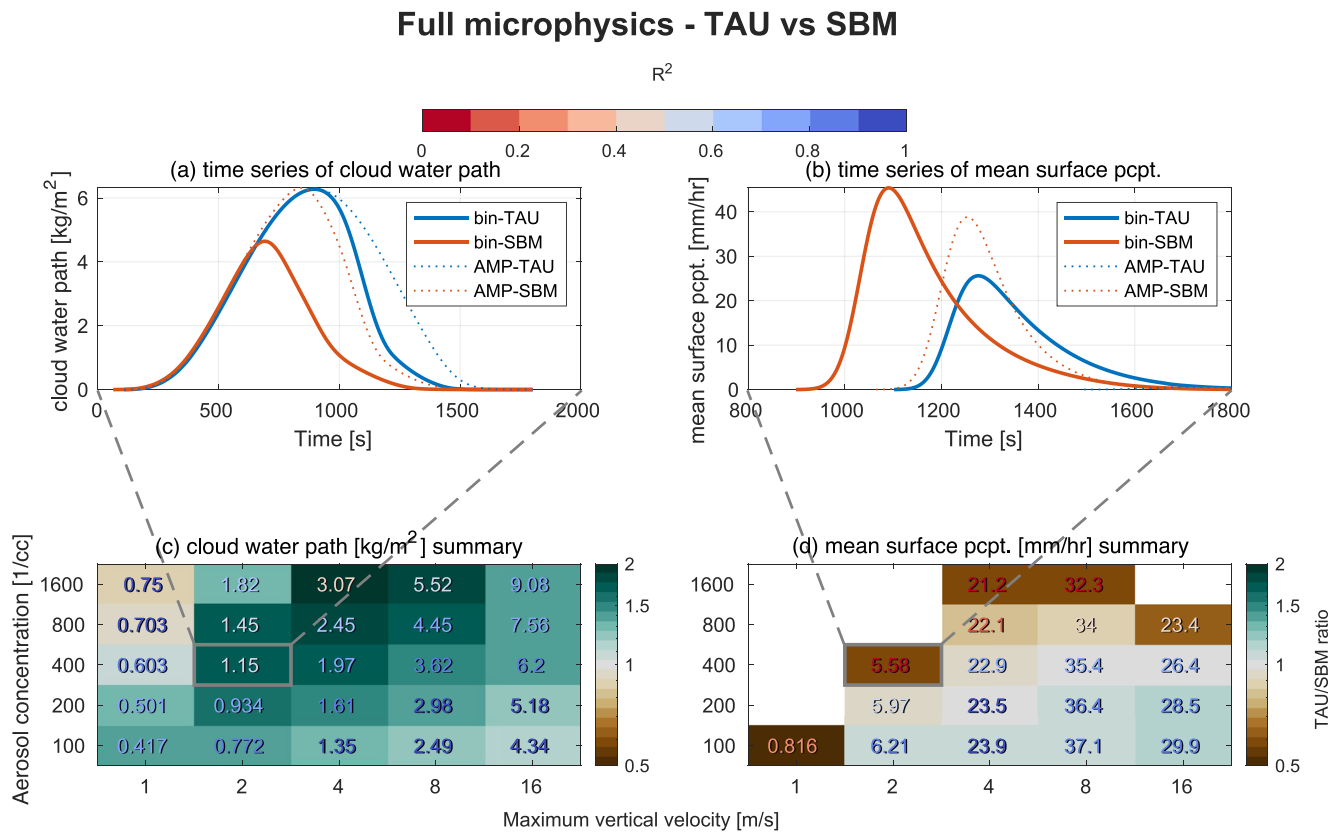 Full microphysics - TAU vs SBM
R2
0 0.2 0.4 0.6 0.8 1
(a) time series of cloud water path
cloud water path [kg/m2]
6
4
2
0
bin-TAU
bin-SBM
AMP-TAU
AMP-SBM
0 500 1000 1500 2000
Time [s]
(b) time series of mean surface pcpt.
mean surface pcpt. [mm/hr]
40
30
20
10
0
bin-TAU
bin-SBM
AMP-TAU
AMP-SBM
800 1000 1200 1400 1600 1800
Time [s]
(c) cloud water path [kg/m2] summary
Aerosol concentration [1/cc]
1600 0.75 1.82 3.07 5.52 9.08
800 0.703 1.45 2.45 4.45 7.56
400 0.603 1.15 1.97 3.62 6.2
200 0.501 0.934 1.61 2.98 5.18
100 0.417 0.772 1.35 2.49 4.34
1 2 4 8 16
2
1.5
1
0.5
(d) mean surface pcpt. [mm/hr] summary
1600 21.2 32.3
800 22.1 34 23.4
400 5.58 22.9 35.4 26.4
200 5.97 23.5 36.4 28.5
100 0.816 6.21 23.9 37.1 29.9
1 2 4 8 16
2
1.5
1
0.5
TAU/SBM ratio
Maximum vertical velocity [m/s]